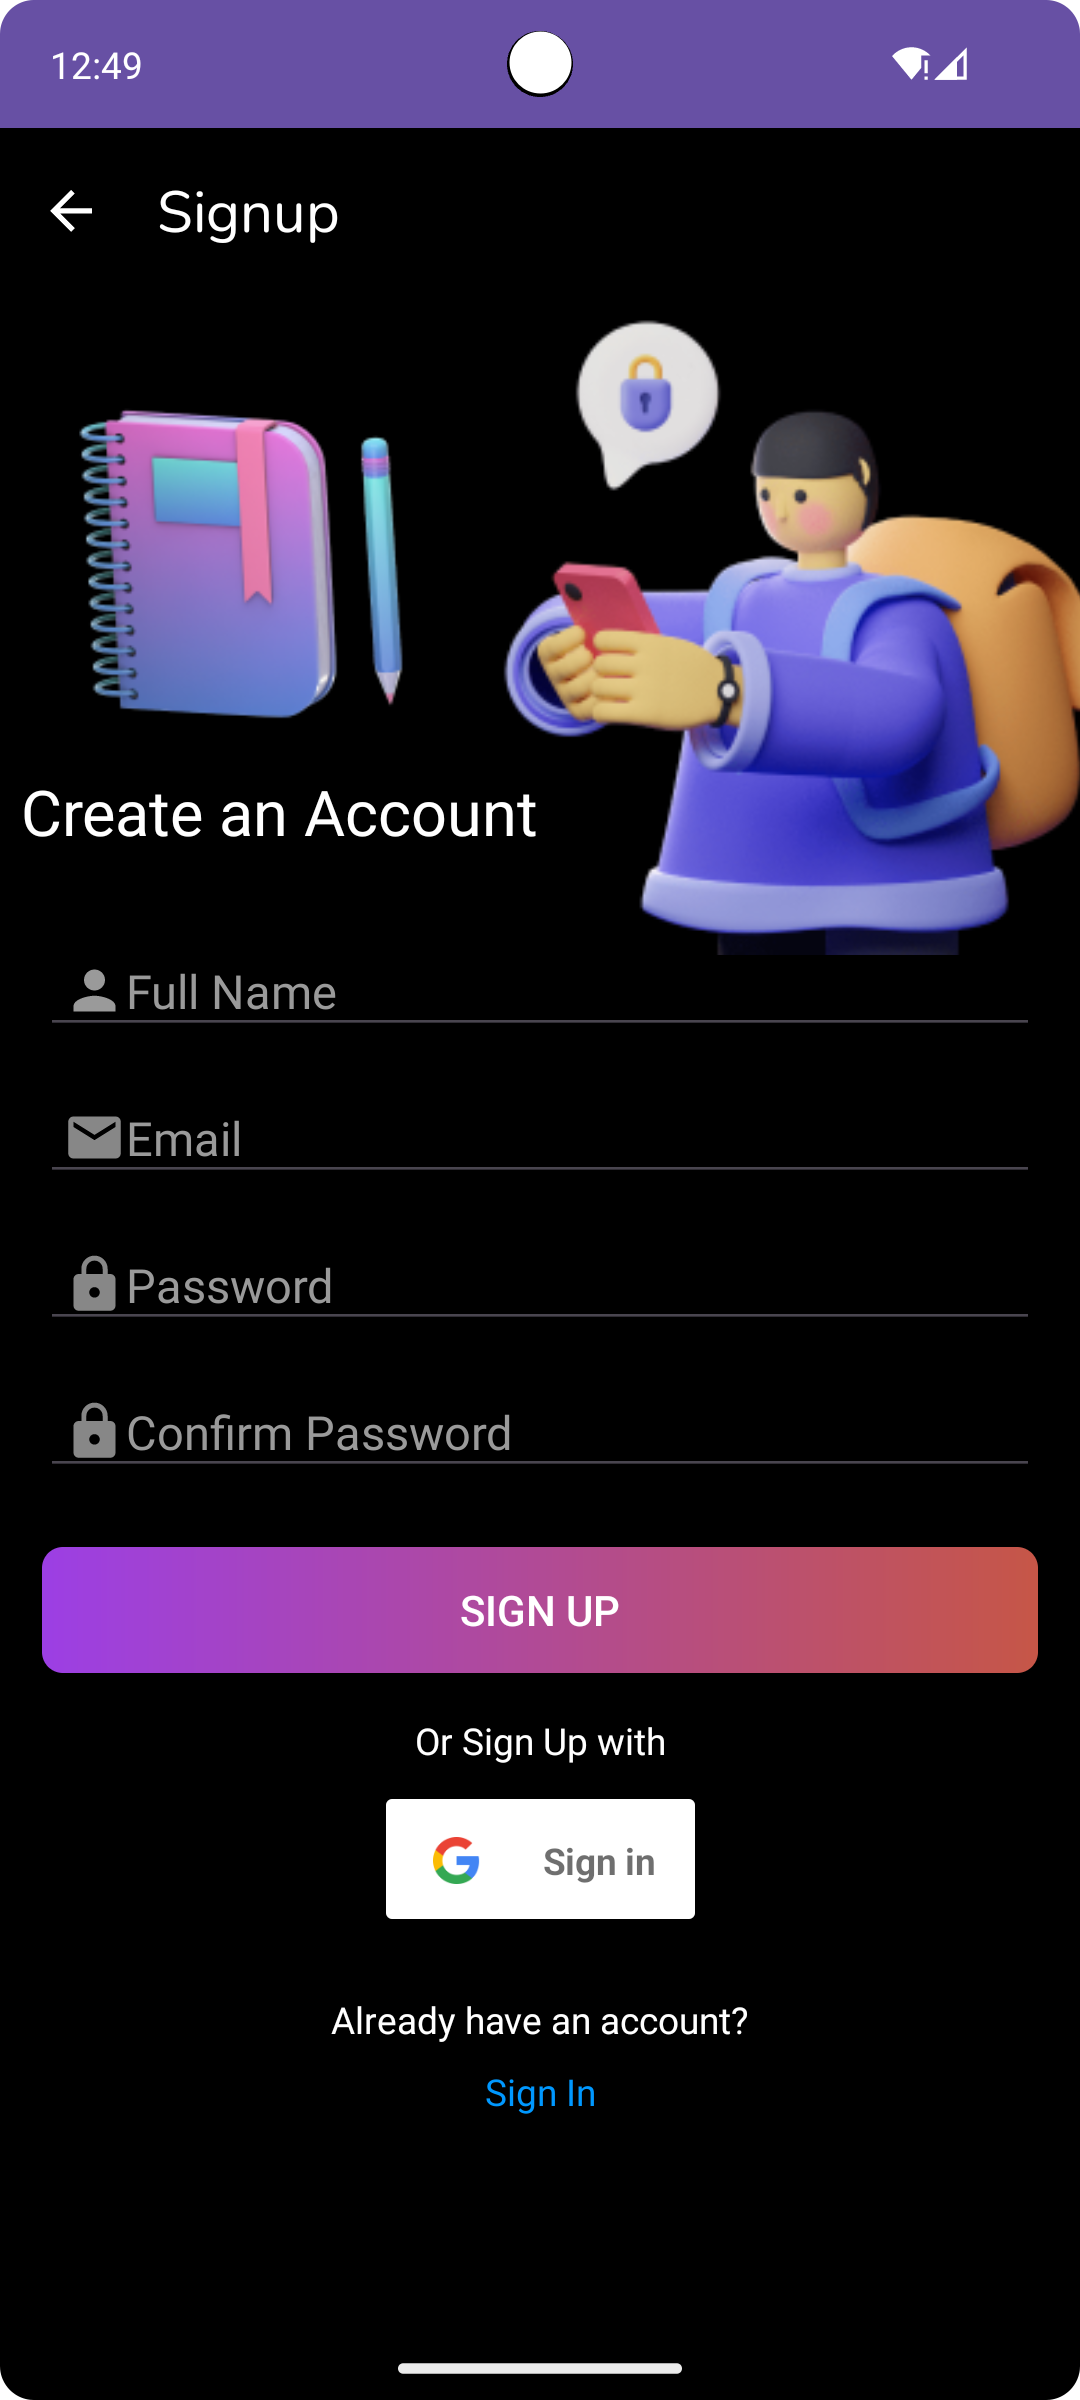 12:49
Signup
Create an Account
Full Name
Email
Password
Confirm Password
SIGN UP
Or Sign Up with
Sign in
Already have an account?
Sign In